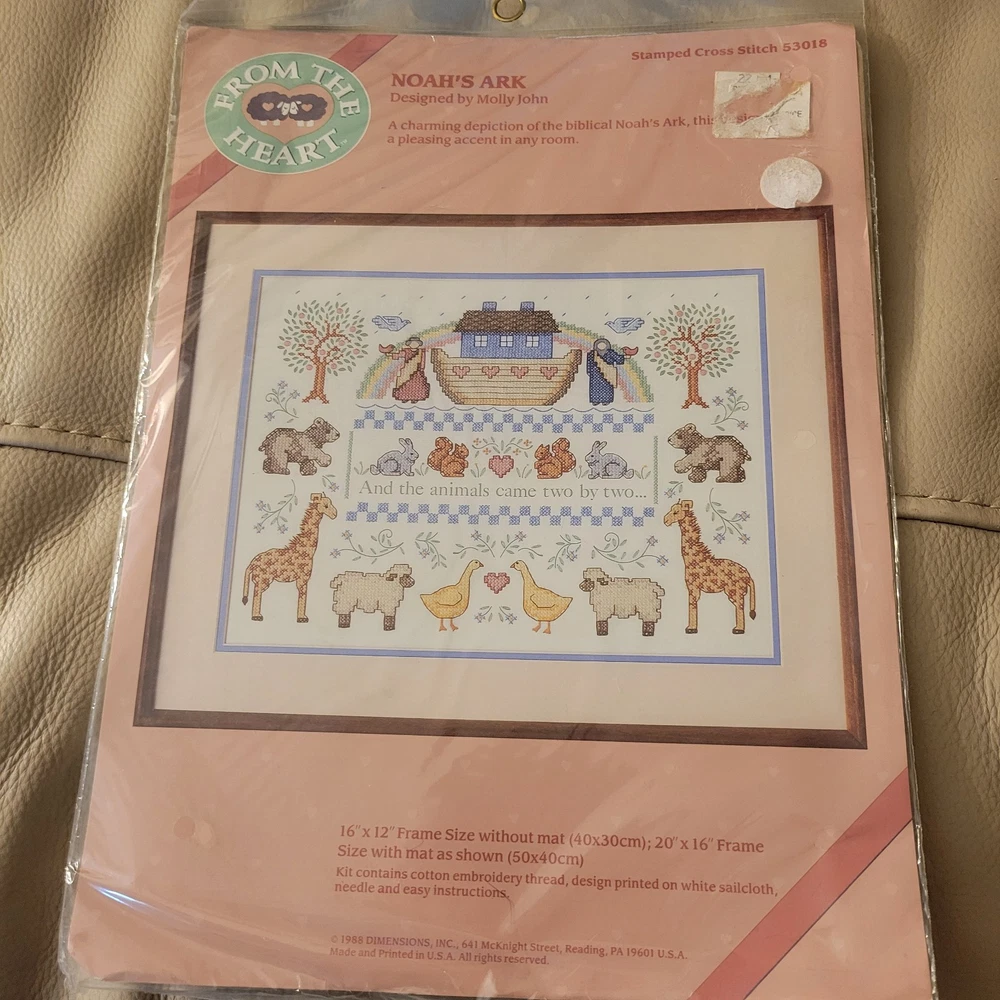 FROM THE
HEART™
Stamped Cross Stitch 53018
NOAH'S ARK
Designed by Molly John
A charming depiction of the biblical Noah's Ark, this
a pleasing accent in any room.
And the animals came two by two...
16" x 12" Frame Size without mat (40x30cm); 20" x 16" Frame
Size with mat as shown (50x40cm)
Kit contains cotton embroidery thread, design printed on white sailcloth,
needle and easy instructions.
© 1988 DIMENSIONS, INC., 641 McKnight Street, Reading, PA 19601 U.S.A.
Made and Printed in U.S.A. All rights reserved.